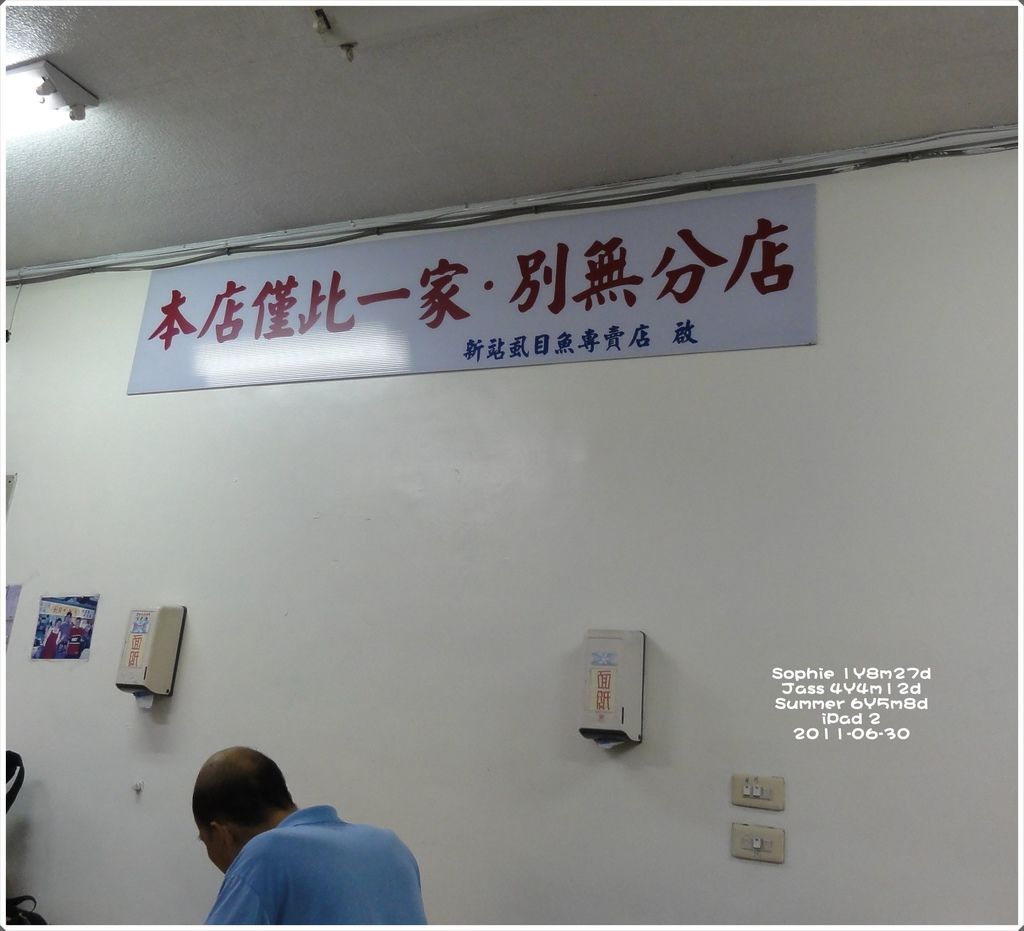 本店僅此一家·別無分店
新站虱目魚專賣店 啟
面紙
面紙
Sophie 1Y8m27d
Jass 4Y4m12d
Summer 6Y5m8d
iPad 2
2011-06-30